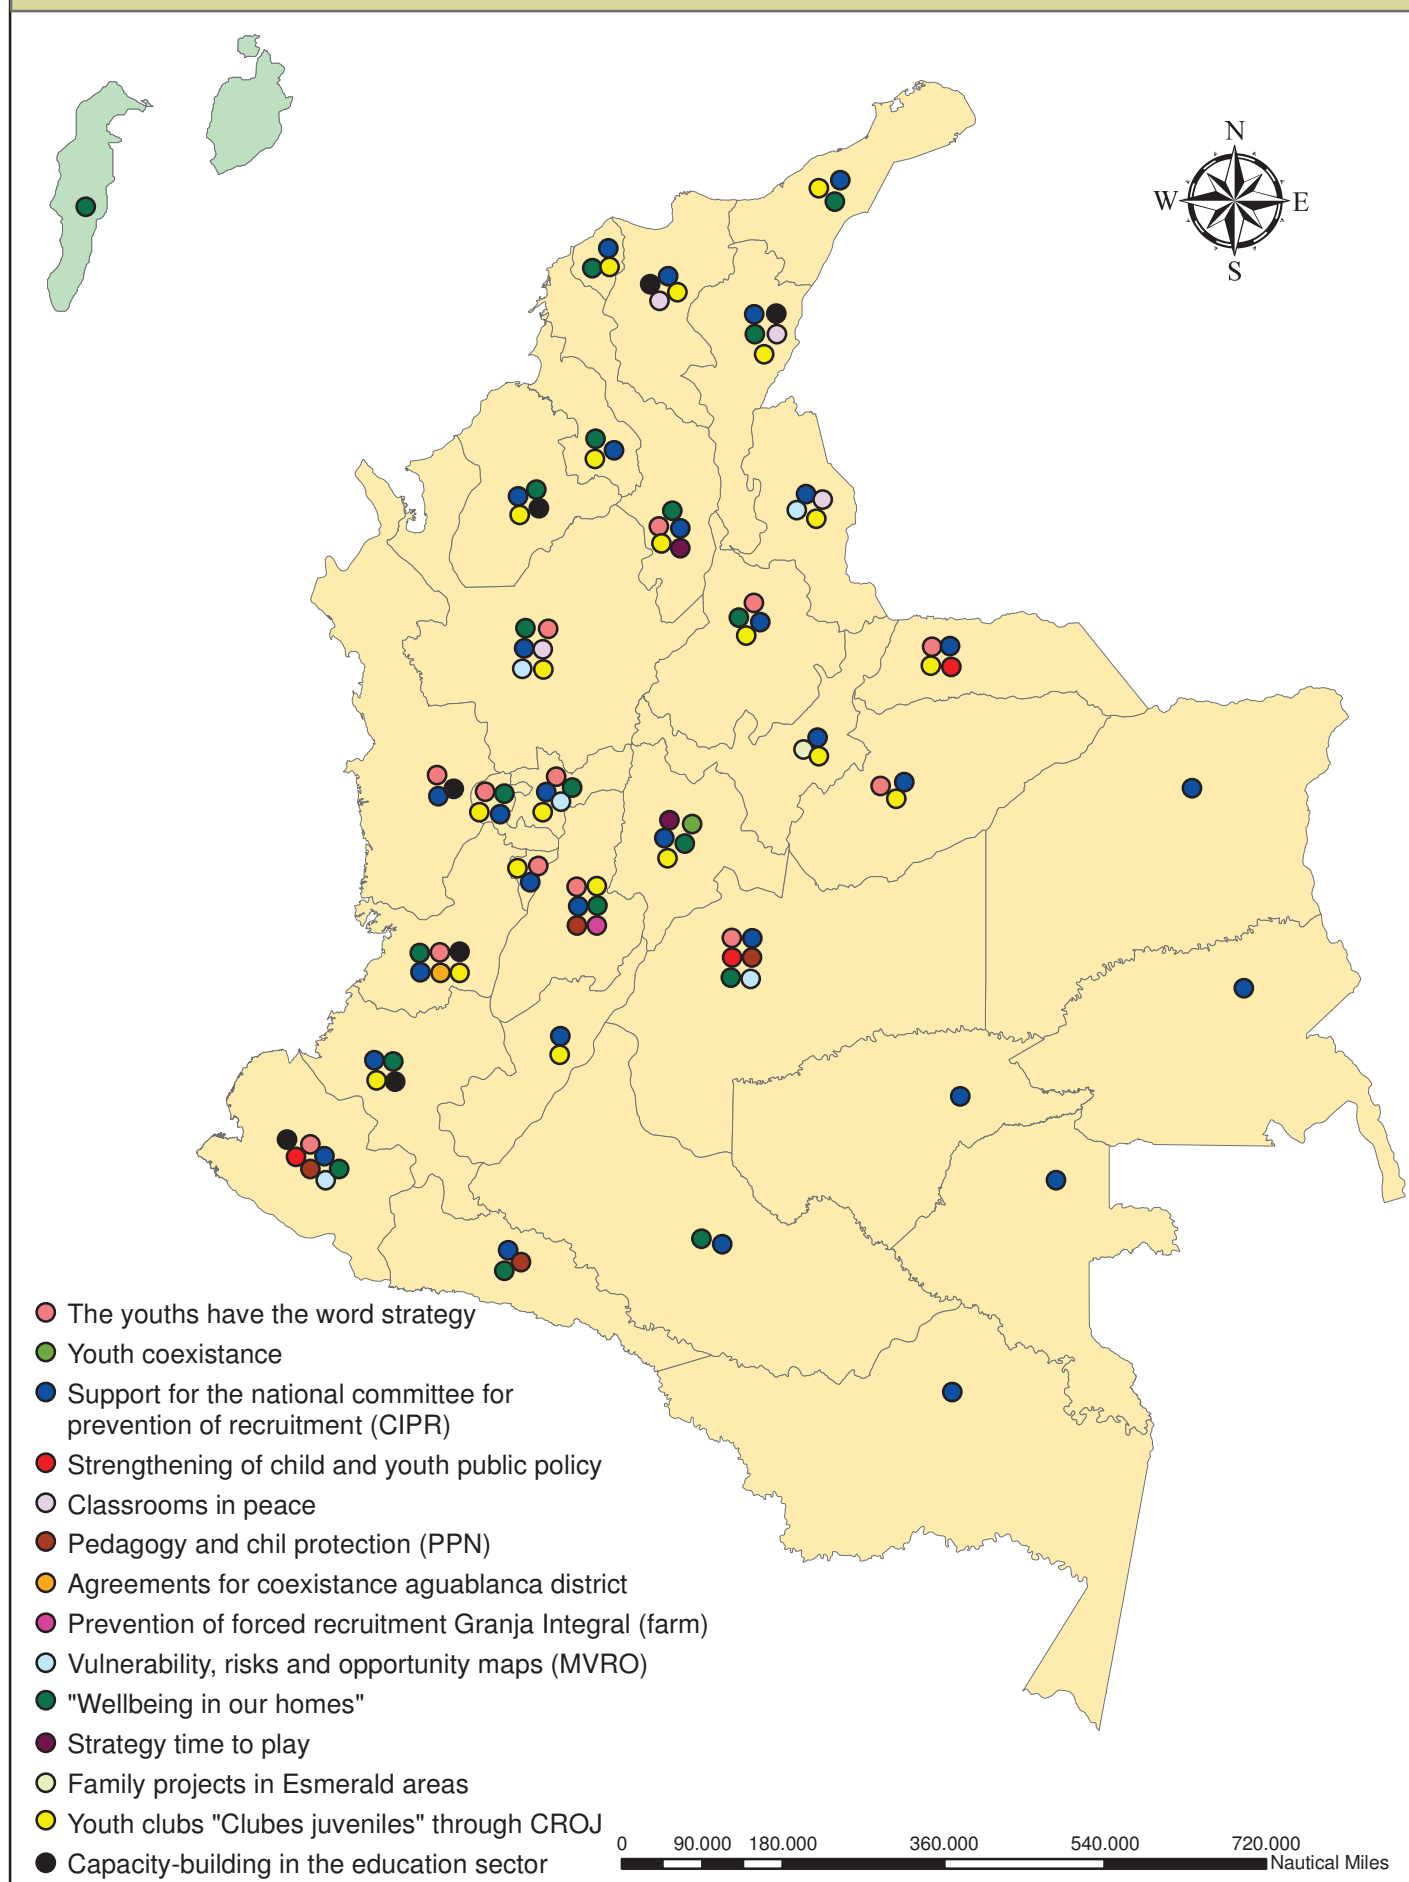 N
W
E
S
The youths have the word strategy
Youth coexistance
Support for the national committee for
prevention of recruitment (CIPR)
Strengthening of child and youth public policy
Classrooms in peace
Pedagogy and chil protection (PPN)
Agreements for coexistance aguablanca district
Prevention of forced recruitment Granja Integral (farm)
Vulnerability, risks and opportunity maps (MVRO)
"Wellbeing in our homes"
Strategy time to play
Family projects in Esmerald areas
Youth clubs "Clubes juveniles" through CROJ
Capacity-building in the education sector
0 90.000 180.000 360.000 540.000 720.000
Nautical Miles